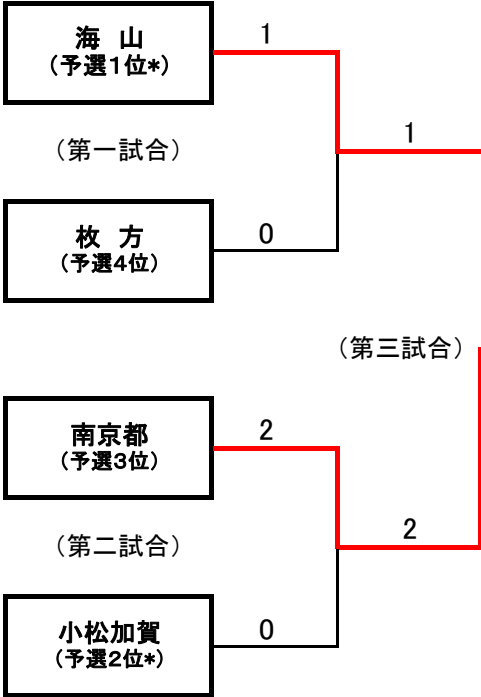 海 山
(予選1位*)
1
(第一試合)
1
枚 方
(予選4位)
0
(第三試合)
南京都
(予選3位)
2
(第二試合)
2
小松加賀
(予選2位*)
0